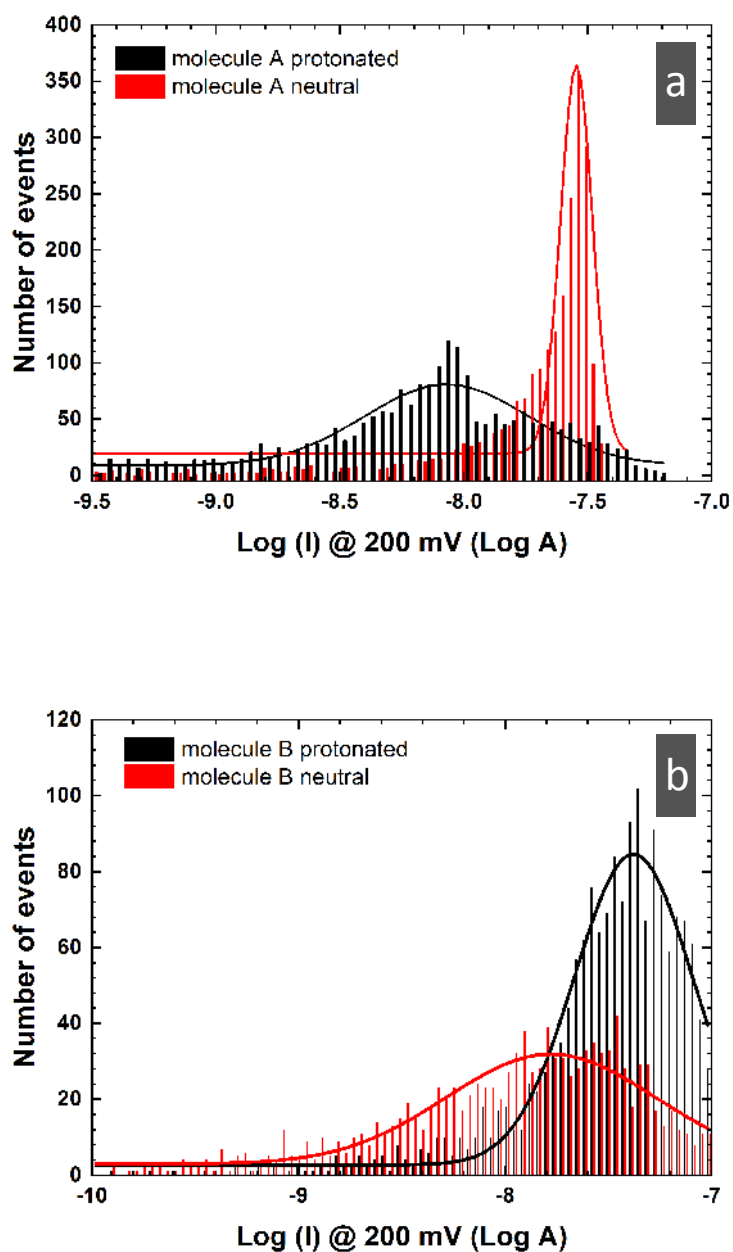 400
350
300
250
200
150
100
50
0
Number of events
molecule A protonated
molecule A neutral
a
-9.5
-9.0
-8.5
-8.0
-7.5
-7.0
Log (I) @ 200 mV (Log A)
120
100
80
60
40
20
0
Number of events
molecule B protonated
molecule B neutral
b
-10
-9
-8
-7
Log (I) @ 200 mV (Log A)